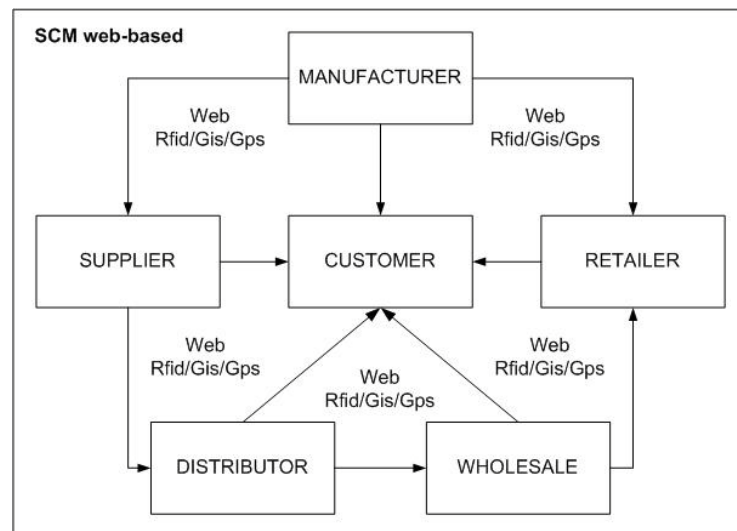 SCM web-based
MANUFACTURER
Web
Rfid/Gis/Gps
Web
Rfid/Gis/Gps
SUPPLIER
CUSTOMER
RETAILER
Web
Rfid/Gis/Gps
Web
Rfid/Gis/Gps
Web
Rfid/Gis/Gps
DISTRIBUTOR
WHOLESALE